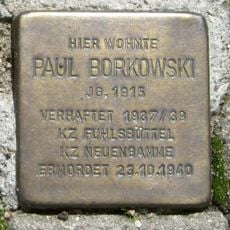 HIER WOHNTE
PAUL BORKOWSKI
JG. 1915
VERHAFTET 1937/39
KZ FUHLSBÜTTEL
KZ NEUENGAMME
ERMORDET 23.10.1940